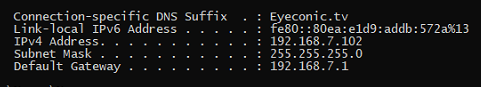 Connection-specific DNS Suffix  . : Eyeconic.tv
Link-local IPv6 Address . . . . . : fe80::80ea:e1d9:addb:572a%13
IPv4 Address. . . . . . . . . . . : 192.168.7.102
Subnet Mask . . . . . . . . . . . : 255.255.255.0
Default Gateway . . . . . . . . . : 192.168.7.1